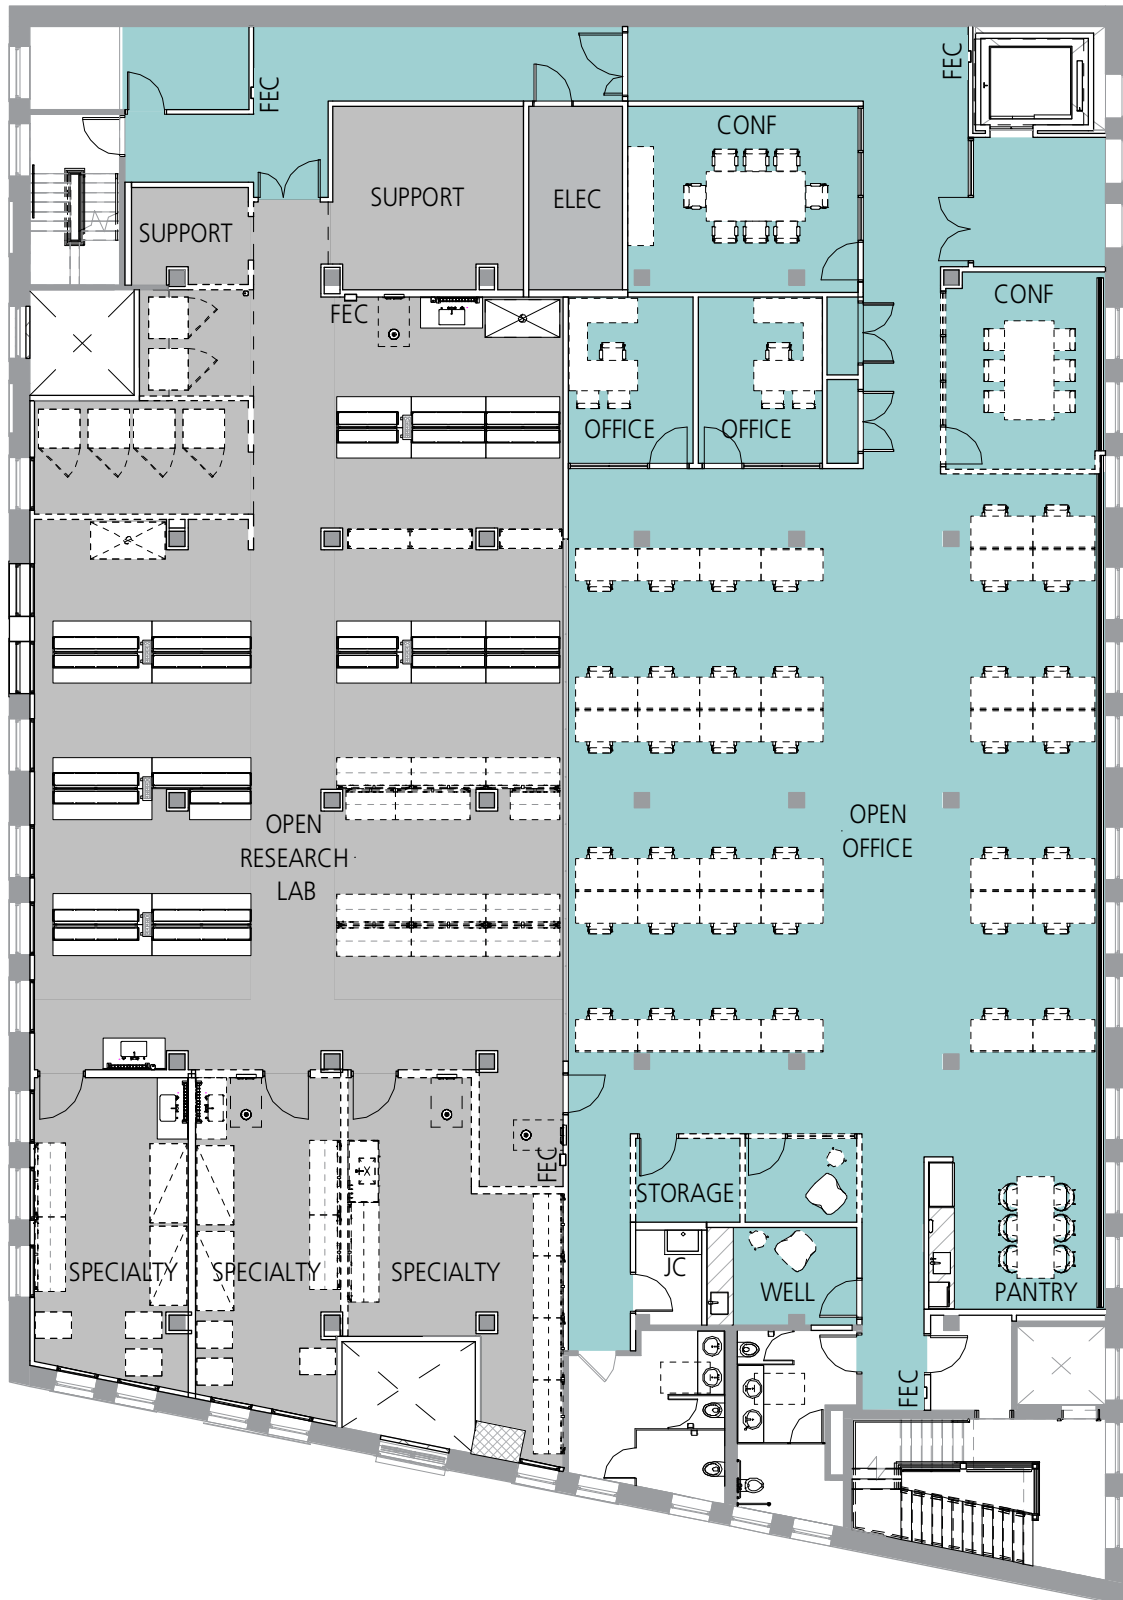 FEC
FEC
CONF
SUPPORT
ELEC
SUPPORT
CONF
FEC
OFFICE
OFFICE
OPEN
OFFICE
OPEN
RESEARCH
LAB
FEC
STORAGE
JC
SPECIALTY
SPECIALTY
SPECIALTY
WELL
PANTRY
FEC